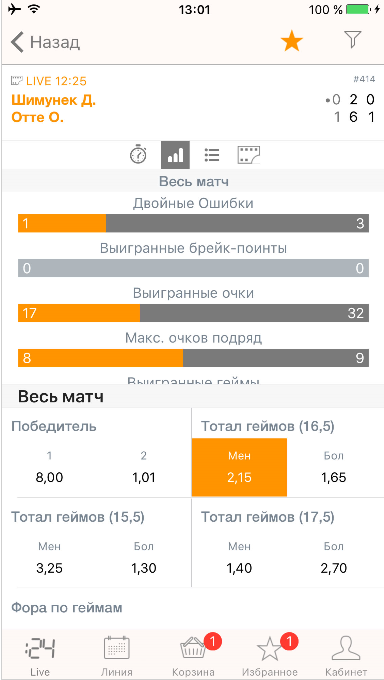 13:01
100 %
Назад
LIVE 12:25
#414
Шимунек Д.
0 2 0
Отте О.
1 6 1
Весь матч
Двойные Ошибки
1 3
Выигранные брейк-поинты
0 0
Выигранные очки
17 32
Макс. очков подряд
8 9
Выигранные геймы
Весь матч
Победитель
1 2
8,00 1,01
Тотал геймов (16,5)
Мен Бол
2,15 1,65
Тотал геймов (15,5)
Мен Бол
3,25 1,30
Тотал геймов (17,5)
Мен Бол
1,40 2,70
Фора по геймам
:24
1
1
Live Линия Корзина Избранное Кабинет